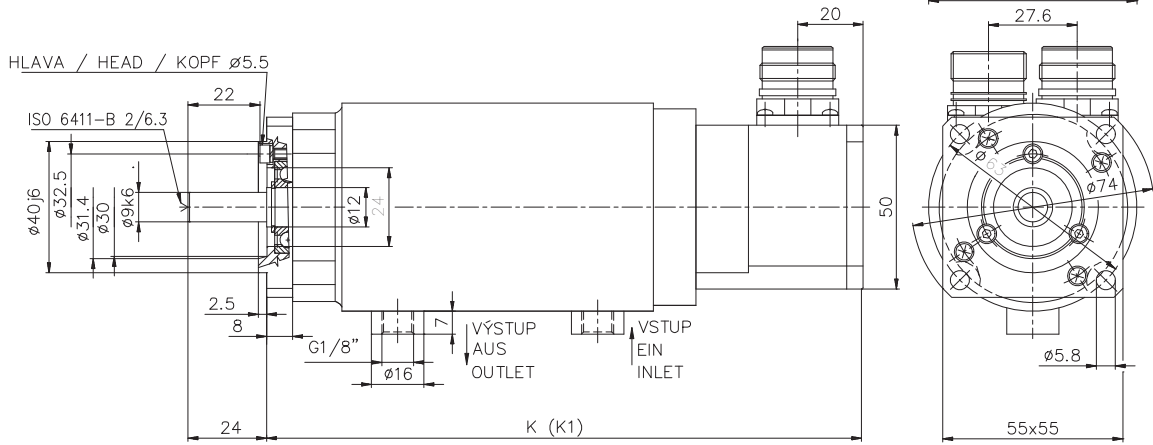 20
27.6
HLAVA / HEAD / KOPF ø5.5
22
ISO 6411-B 2/6.3
ø40j6
ø32.5
ø31.4
ø30
ø9k6
ø12
24
50
ø63
ø74
2.5
8
7
G1/8”
ø16
VÝSTUP
AUS
OUTLET
VSTUP
EIN
INLET
ø5.8
24
K (K1)
55x55